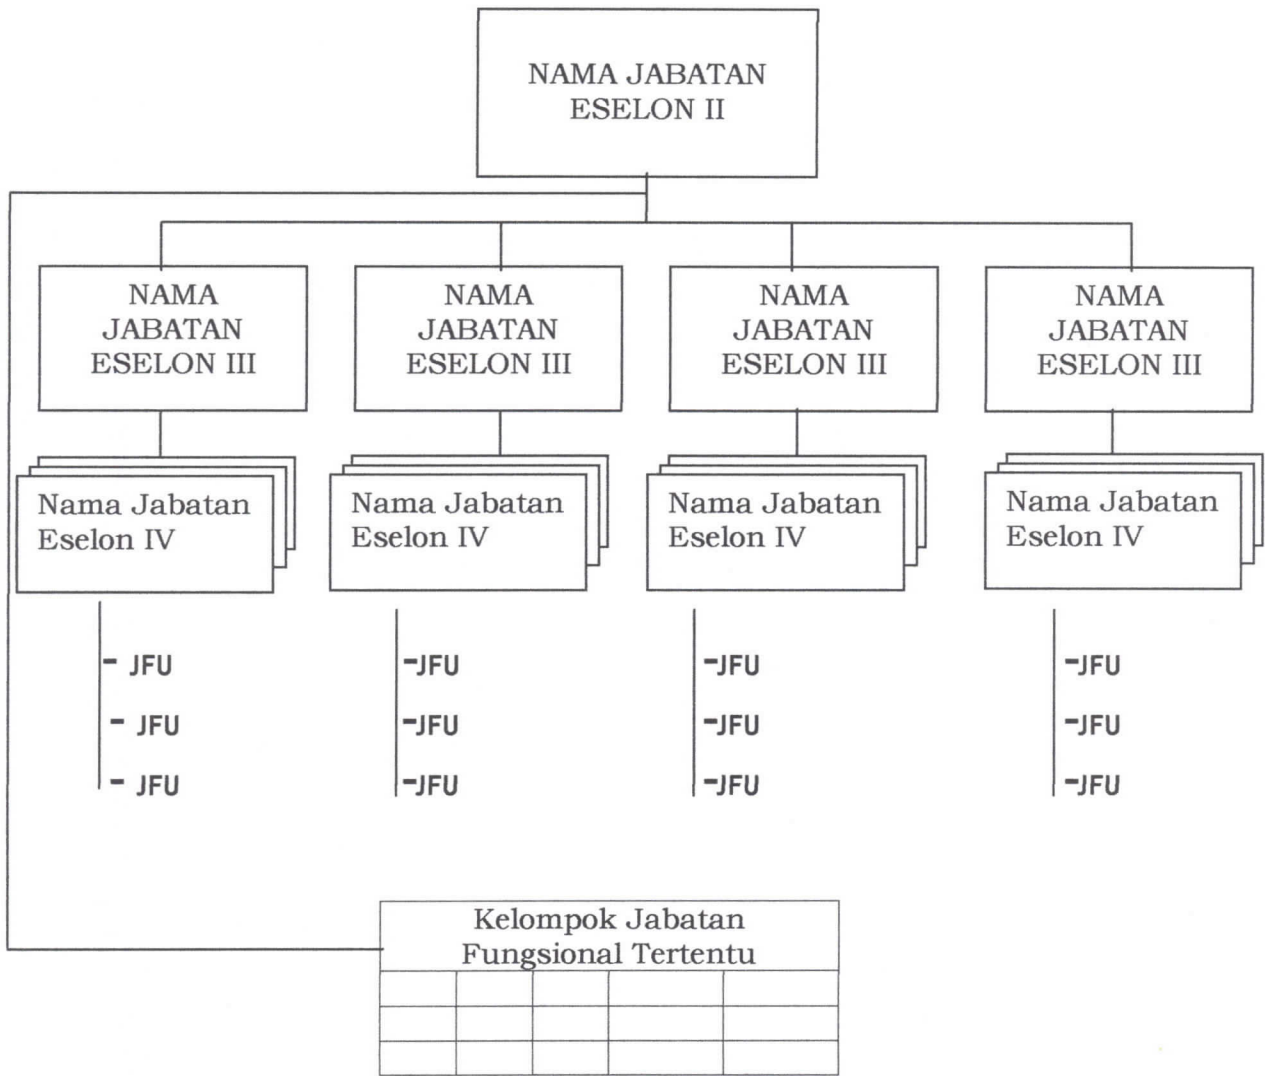 NAMA JABATAN
ESELON II
NAMA
JABATAN
ESELON III
NAMA
JABATAN
ESELON III
NAMA
JABATAN
ESELON III
NAMA
JABATAN
ESELON III
Nama Jabatan
Eselon IV
Nama Jabatan
Eselon IV
Nama Jabatan
Eselon IV
Nama Jabatan
Eselon IV
- JFU
- JFU
- JFU
-JFU
-JFU
-JFU
-JFU
-JFU
-JFU
-JFU
-JFU
-JFU
Kelompok Jabatan
Fungsional Tertentu